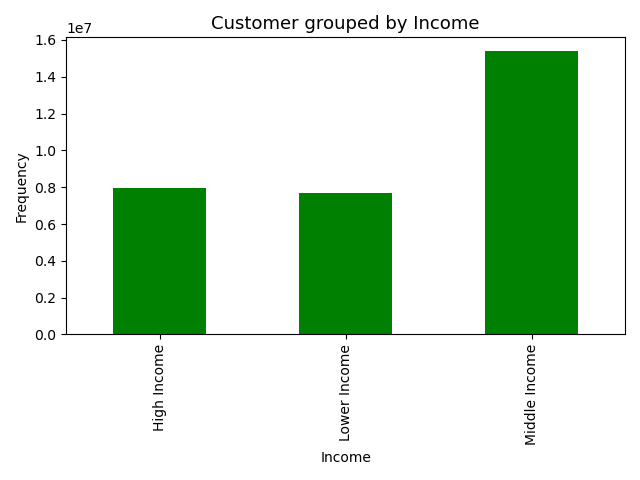 Customer grouped by Income
1e7
1.6
1.4
1.2
1.0
0.8
0.6
0.4
0.2
0.0
Frequency
High Income
Lower Income
Middle Income
Income